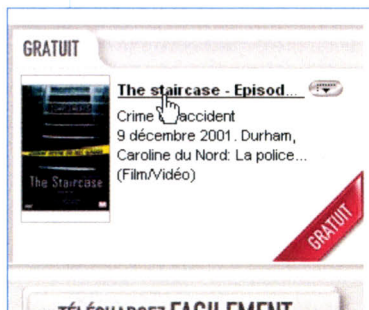 GRATUIT
The staircase - Episod...
Crime accident
9 décembre 2001. Durham,
Caroline du Nord: La police...
(Film/Vidéo)
The Staircase
GRATUIT
TÉLÉCHARGEZ FACILEMENT